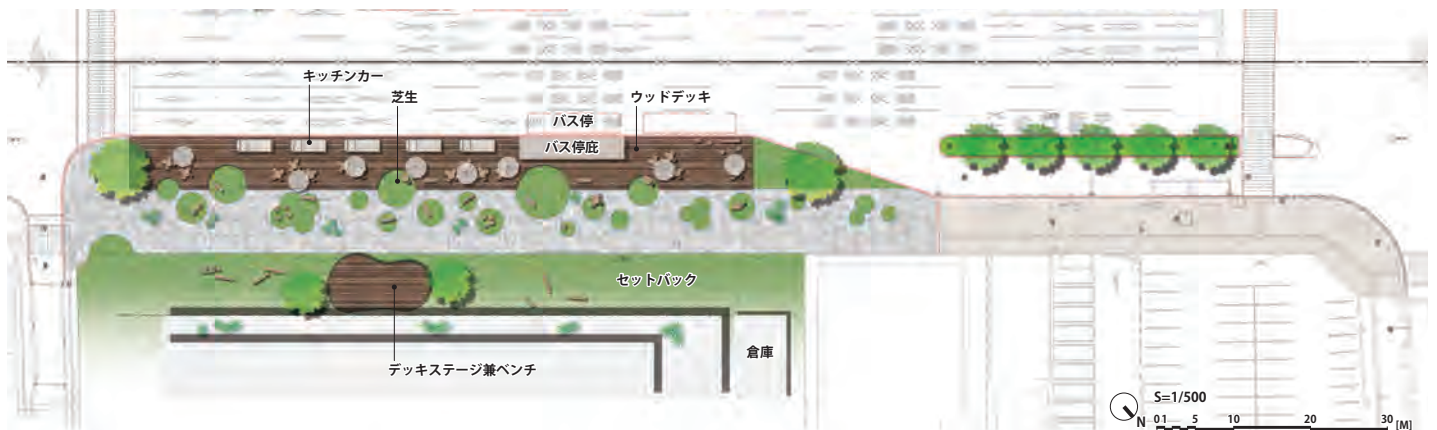 キッチンカー
芝生
バス停
ウッドデッキ
バス停庇
セットバック
倉庫
デッキステージ兼ベンチ
S=1/500
N 0 1 5 10 20 30 [M]